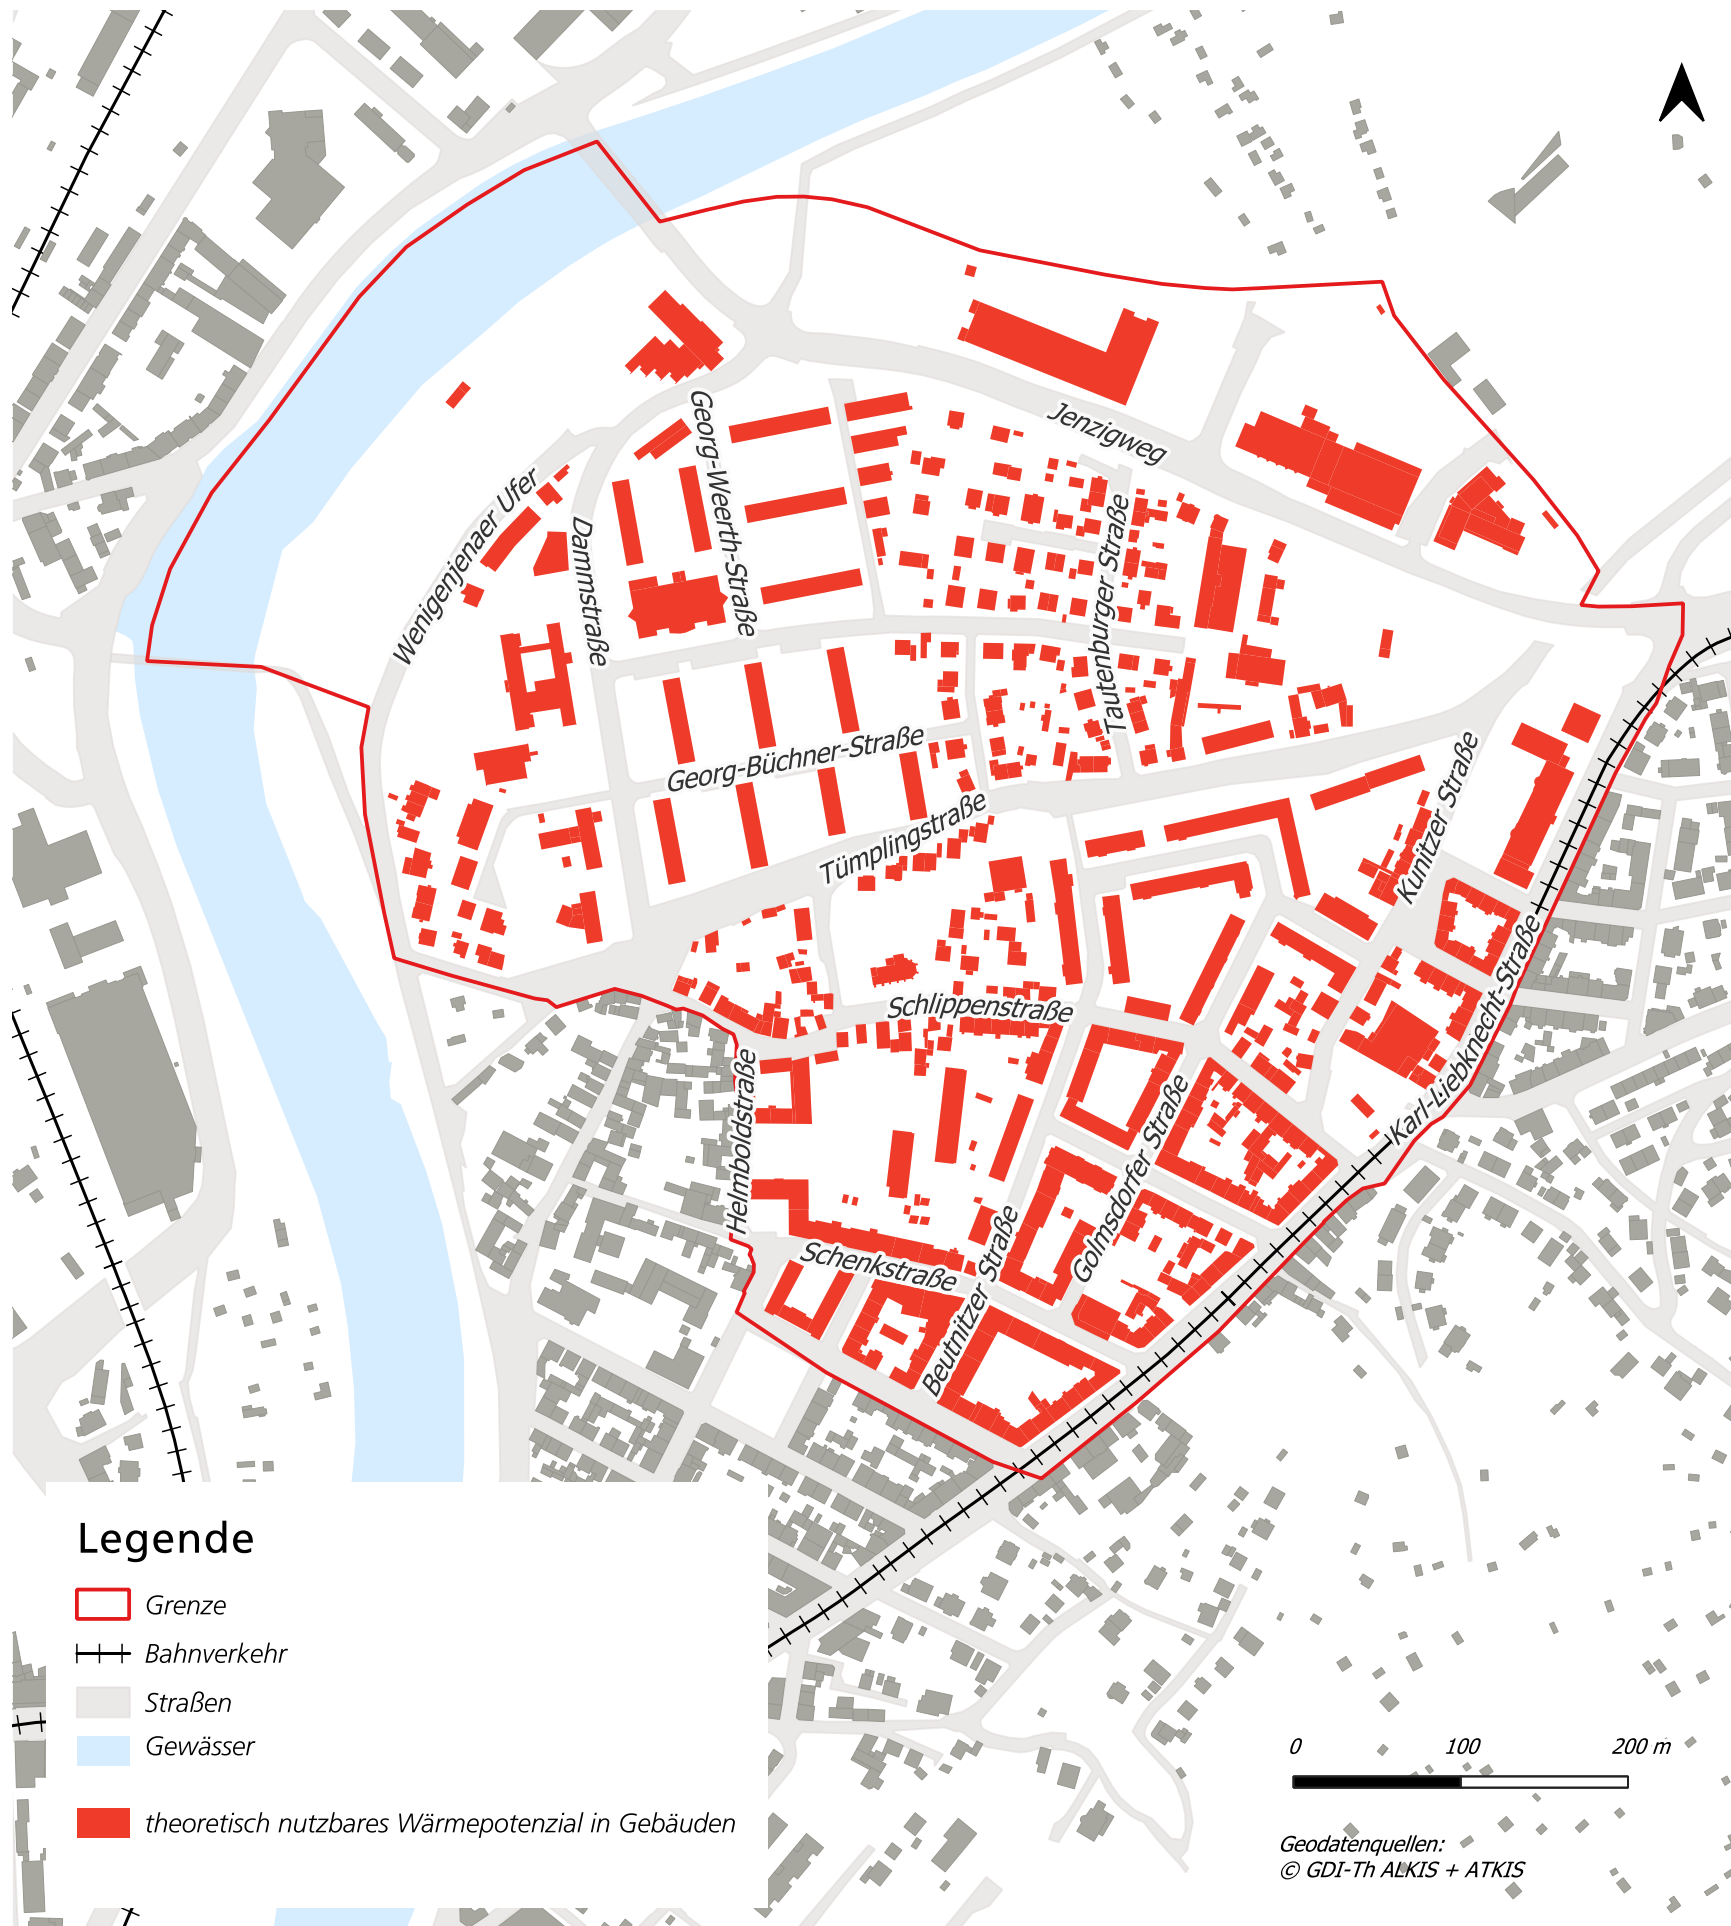 Jenzigweg
Georg-Weerth-Straße
Wenigenjenaer Ufer
Dammstraße
Tautenburger Straße
Georg-Büchner-Straße
Kunitzer Straße
Tümplingstraße
Schlippenstraße
Karl-Liebknecht-Straße
Helmboldstraße
Golmsdorfer Straße
Schenkstraße
Beutnitzer Straße
Legende
Grenze
Bahnverkehr
Straßen
Gewässer
theoretisch nutzbares Wärmepotenzial in Gebäuden
0 100 200 m
Geodatenquellen:
© GDI-Th ALKIS + ATKIS